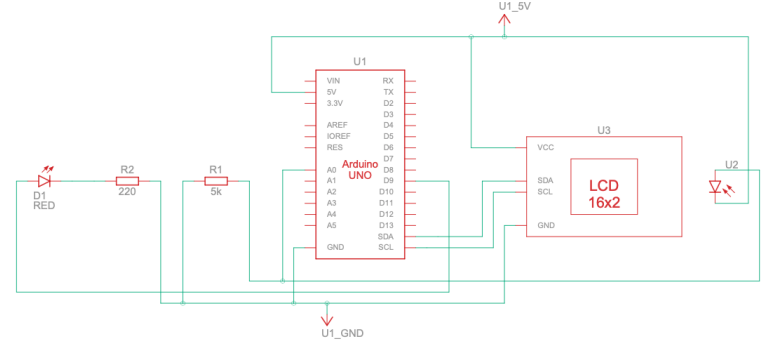 U1_5V
U1
VIN
5V
3.3V
AREF
IOREF
RES
A0
A1
A2
A3
A4
A5
GND
Arduino
UNO
RX
TX
D2
D3
D4
D5
D6
D7
D8
D9
D10
D11
D12
D13
SDA
SCL
U3
VCC
SDA
SCL
GND
LCD
16x2
U2
D1
RED
R2
220
R1
5k
U1_GND